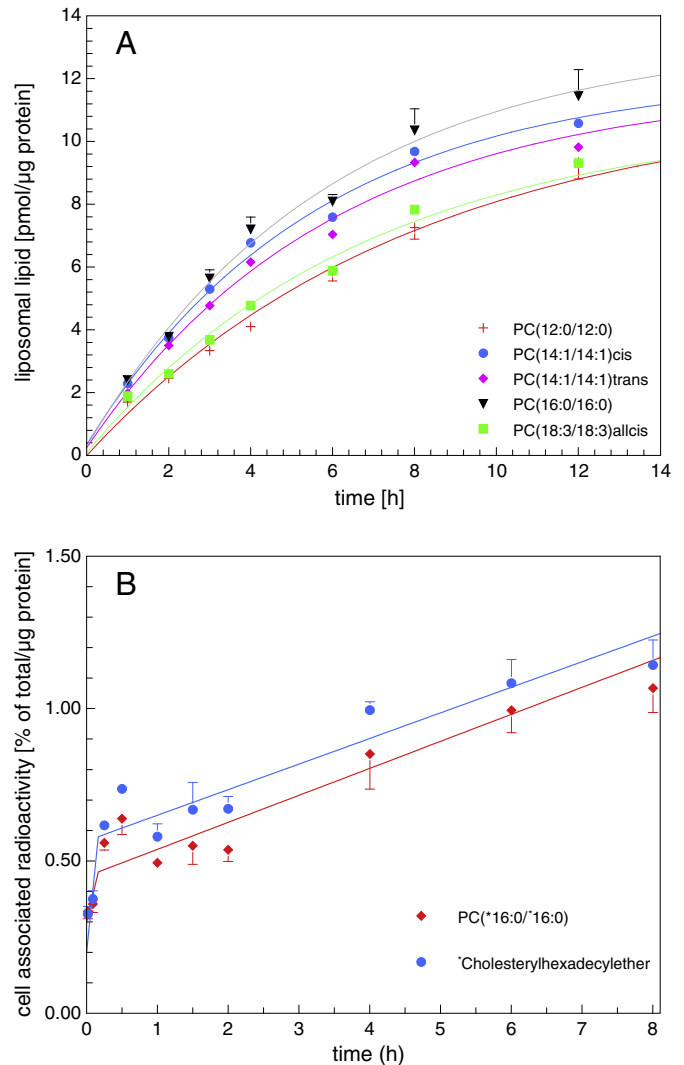 A
liposomal lipid [pmol/µg protein]
14
12
10
8
6
4
2
0
PC(12:0/12:0)
PC(14:1/14:1)cis
PC(14:1/14:1)trans
PC(16:0/16:0)
PC(18:3/18:3)allcis
0 2 4 6 8 10 12 14
time [h]
B
cell associated radioactivity [% of total/µg protein]
1.50
1.00
0.50
0.00
PC(*16:0/*16:0)
*Cholesterylhexadecylether
0 1 2 4 6 8
time (h)